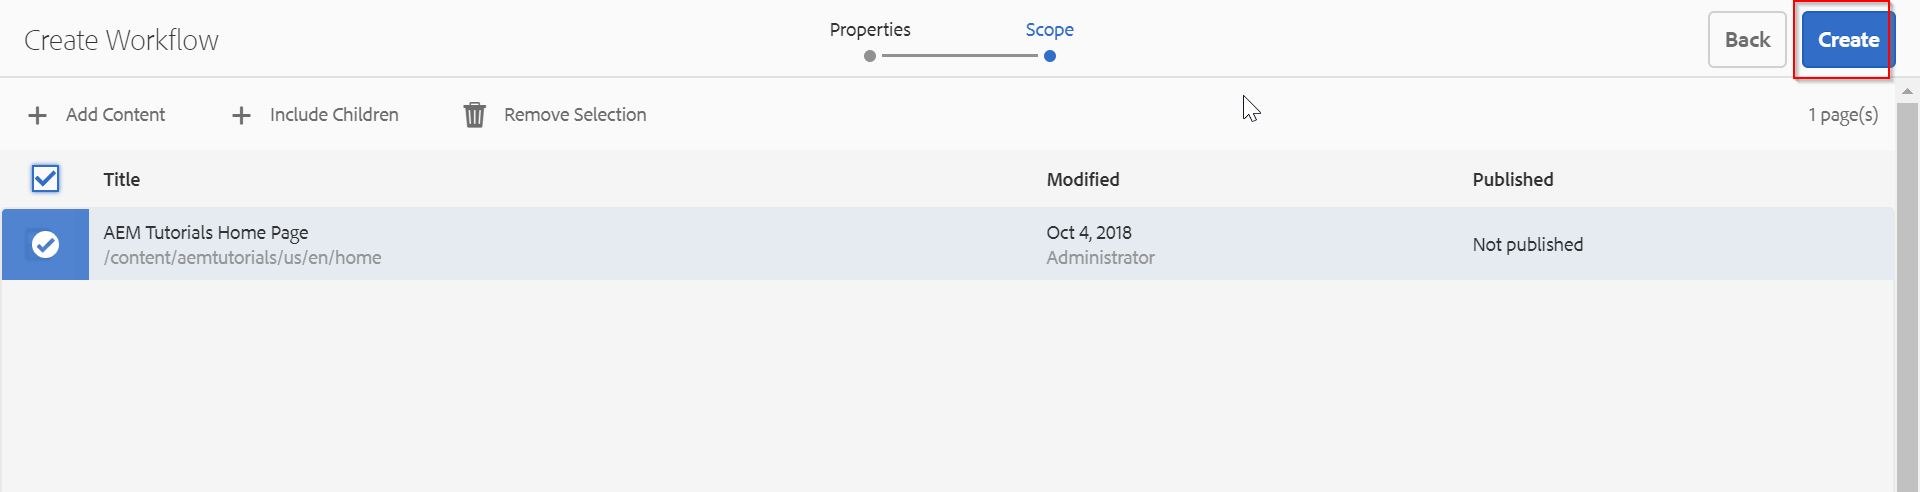 Create Workflow
Properties
Scope
Back
Create
Add Content
Include Children
Remove Selection
1 page(s)
Title
Modified
Published
AEM Tutorials Home Page
Oct 4, 2018
/content/aemtutorials/us/en/home
Administrator
Not published